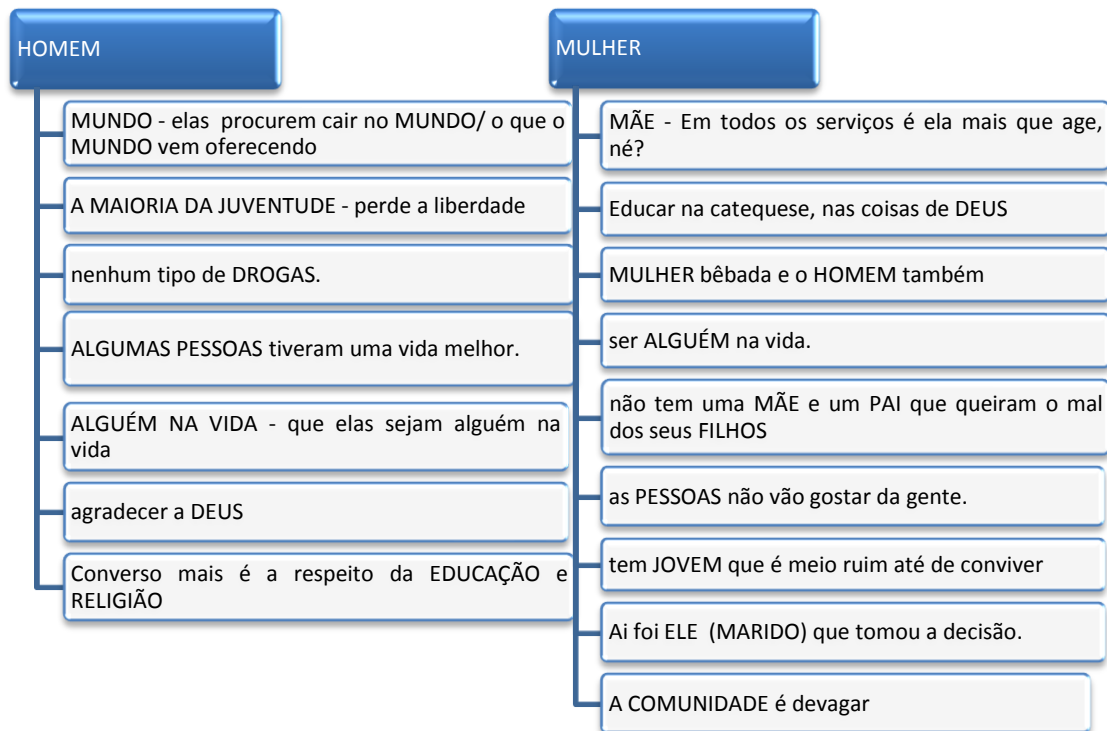 HOMEM
MUNDO - elas procurem cair no MUNDO/ o que o
MUNDO vem oferecendo
A MAIORIA DA JUVENTUDE - perde a liberdade
nenhum tipo de DROGAS.
ALGUMAS PESSOAS tiveram uma vida melhor.
ALGUÉM NA VIDA - que elas sejam alguém na
vida
agradecer a DEUS
Converso mais é a respeito da EDUCAÇÃO e
RELIGIÃO
MULHER
MÃE - Em todos os serviços é ela mais que age,
né?
Educar na catequese, nas coisas de DEUS
MULHER bêbada e o HOMEM também
ser ALGUÉM na vida.
não tem uma MÃE e um PAI que queiram o mal
dos seus FILHOS
as PESSOAS não vão gostar da gente.
tem JOVEM que é meio ruim até de conviver
Ai foi ELE (MARIDO) que tomou a decisão.
A COMUNIDADE é devagar